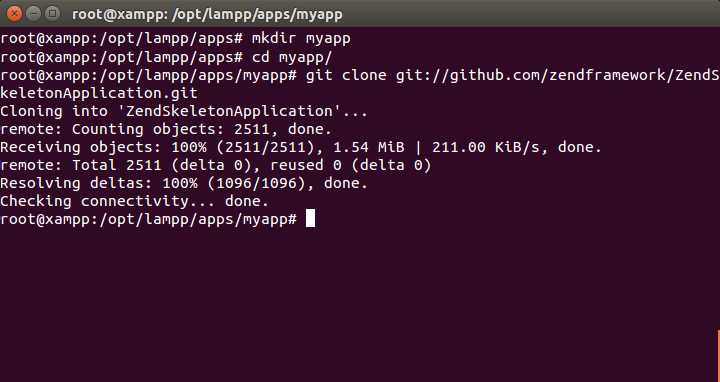 root@xampp: /opt/lampp/apps/myapp
root@xampp:/opt/lampp/apps# mkdir myapp
root@xampp:/opt/lampp/apps# cd myapp/
root@xampp:/opt/lampp/apps/myapp# git clone git://github.com/zendframework/ZendS
keletonApplication.git
Cloning into 'ZendSkeletonApplication'...
remote: Counting objects: 2511, done.
Receiving objects: 100% (2511/2511), 1.54 MiB | 211.00 KiB/s, done.
remote: Total 2511 (delta 0), reused 0 (delta 0)
Resolving deltas: 100% (1096/1096), done.
Checking connectivity... done.
root@xampp:/opt/lampp/apps/myapp#